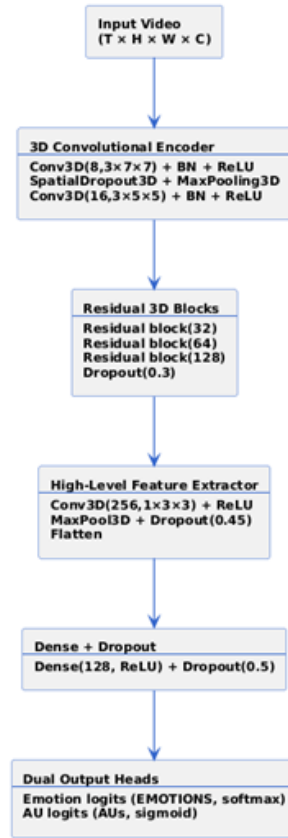 Input Video
(T × H × W × C)
3D Convolutional Encoder
Conv3D(8,3×7×7) + BN + ReLU
SpatialDropout3D + MaxPooling3D
Conv3D(16,3×5×5) + BN + ReLU
Residual 3D Blocks
Residual block(32)
Residual block(64)
Residual block(128)
Dropout(0.3)
High-Level Feature Extractor
Conv3D(256,1×3×3) + ReLU
MaxPool3D + Dropout(0.45)
Flatten
Dense + Dropout
Dense(128, ReLU) + Dropout(0.5)
Dual Output Heads
Emotion logits (EMOTIONS, softmax)
AU logits (AUs, sigmoid)